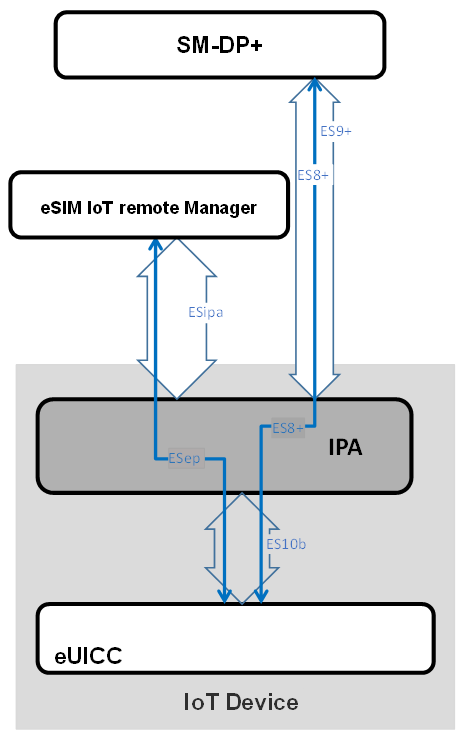 SM-DP+
ES9+
ES8+
eSIM IoT remote Manager
ESipa
ES8+
IPA
ESep
ES10b
eUICC
IoT Device